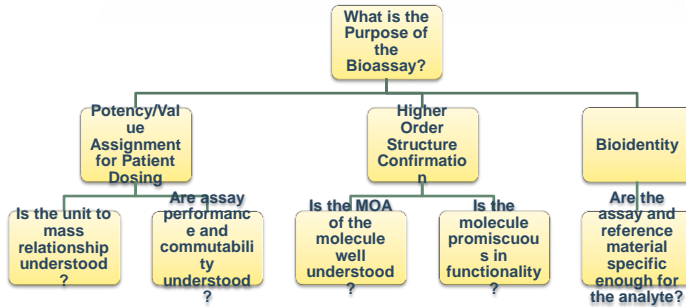 What is the
Purpose of
the
Bioassay?
Potency/Val
ue
Assignment
for Patient
Dosing
Higher
Order
Structure
Confirmatio
n
Bioidentity
Is the unit to
mass
relationship
understood
?
Are assay
performanc
e and
commutabili
ty
understood
?
Is the MOA
of the
molecule
well
understood?
Is the
molecule
promiscuou
s in
functionality
?
Are the
assay and
reference
material
specific
enough for
the analyte?